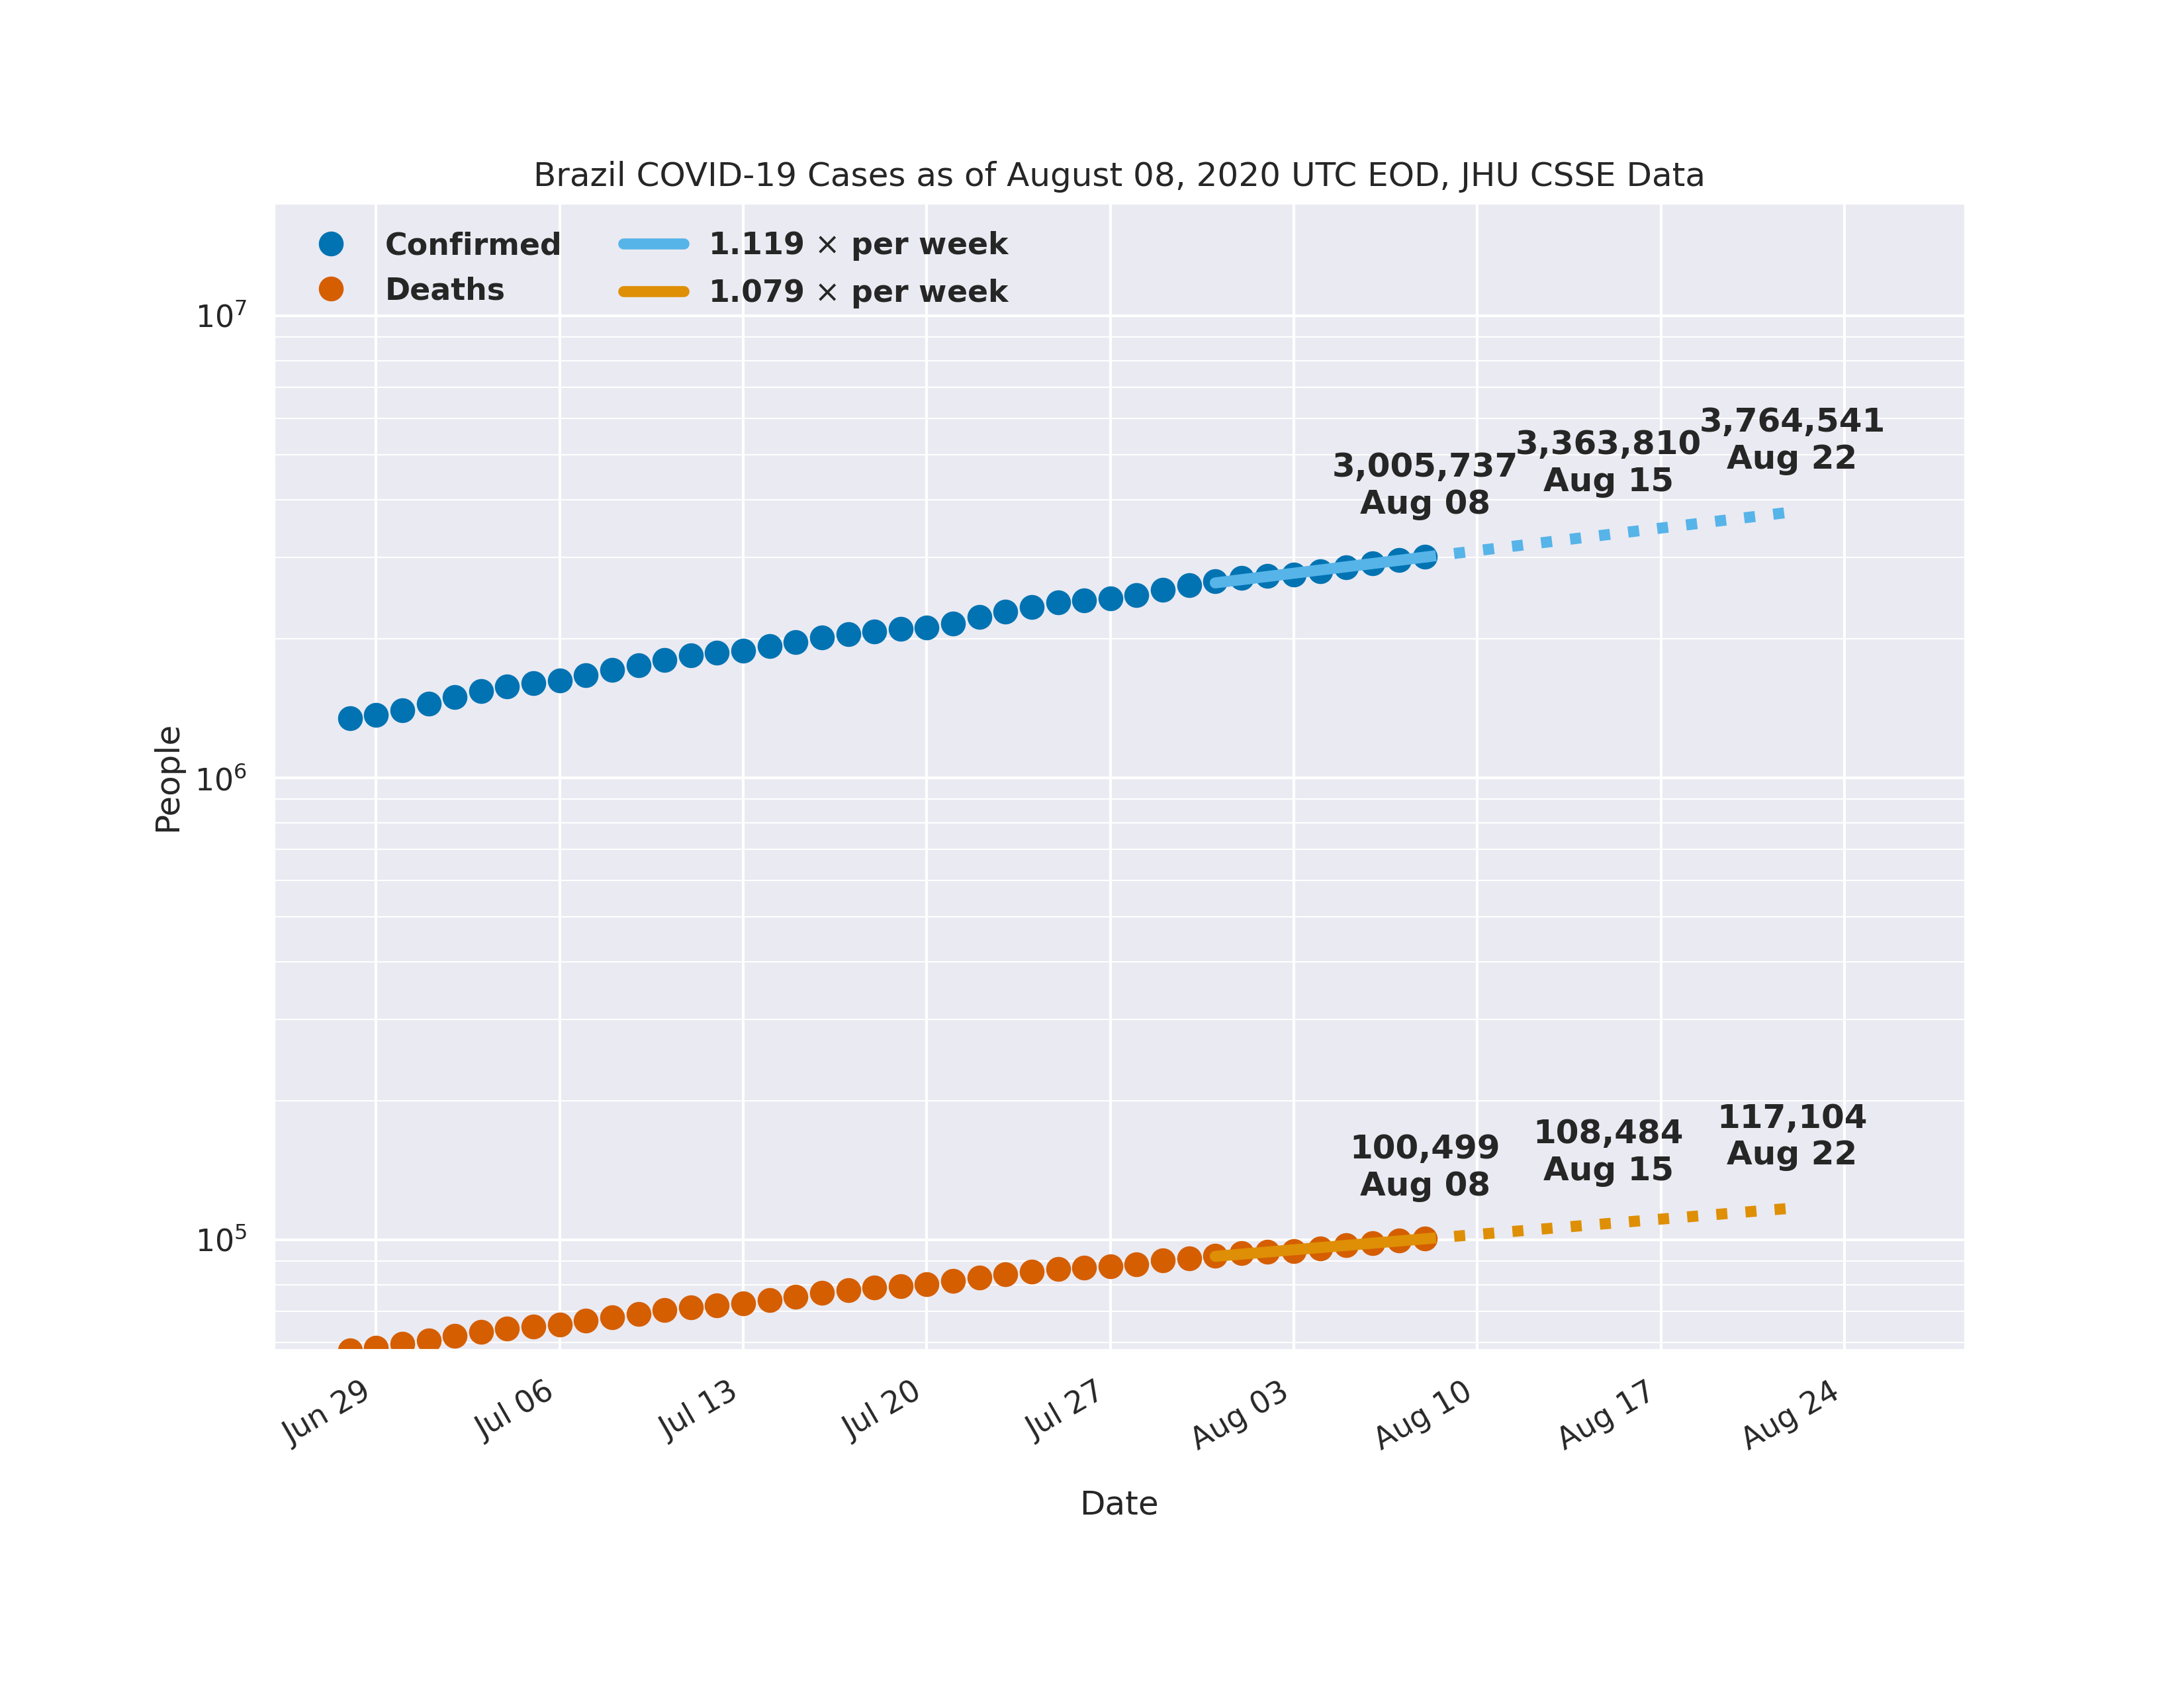 Brazil COVID-19 Cases as of August 08, 2020 UTC EOD, JHU CSSE Data
Confirmed
Deaths
1.119 × per week
1.079 × per week
10⁷
10⁶
10⁵
People
3,005,737
Aug 08
3,363,810
Aug 15
3,764,541
Aug 22
100,499
Aug 08
108,484
Aug 15
117,104
Aug 22
Jun 29
Jul 06
Jul 13
Jul 20
Jul 27
Aug 03
Aug 10
Aug 17
Aug 24
Date